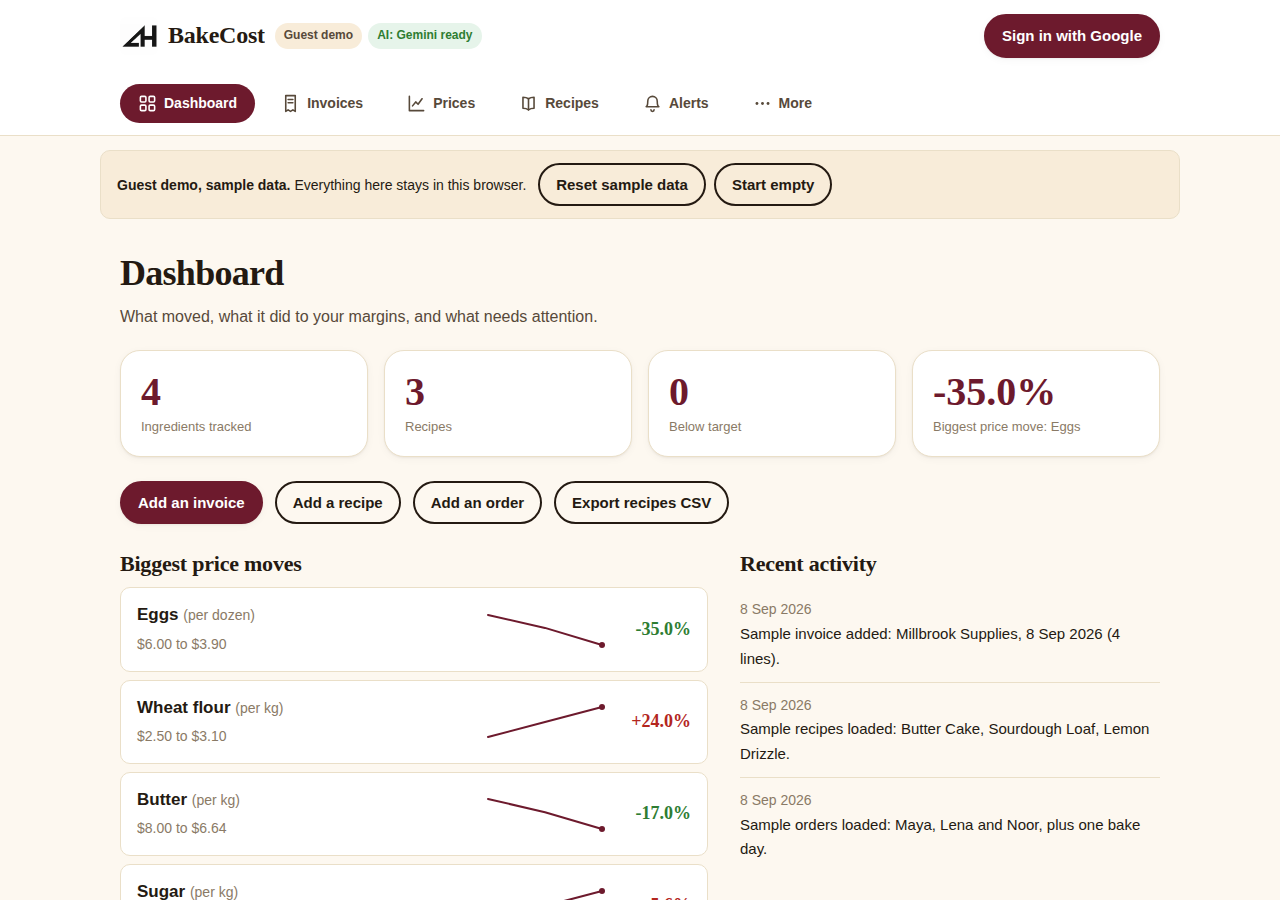 BakeCost
Guest demo
AI: Gemini ready
Sign in with Google
Dashboard
Invoices
Prices
Recipes
Alerts
More
Guest demo, sample data. Everything here stays in this browser.
Reset sample data
Start empty
Dashboard
What moved, what it did to your margins, and what needs attention.
4
Ingredients tracked
3
Recipes
0
Below target
-35.0%
Biggest price move: Eggs
Add an invoice
Add a recipe
Add an order
Export recipes CSV
Biggest price moves
Eggs (per dozen)
$6.00 to $3.90
-35.0%
Wheat flour (per kg)
$2.50 to $3.10
+24.0%
Butter (per kg)
$8.00 to $6.64
-17.0%
Sugar (per kg)
Recent activity
8 Sep 2026
Sample invoice added: Millbrook Supplies, 8 Sep 2026 (4
lines).
8 Sep 2026
Sample recipes loaded: Butter Cake, Sourdough Loaf, Lemon
Drizzle.
8 Sep 2026
Sample orders loaded: Maya, Lena and Noor, plus one bake
day.